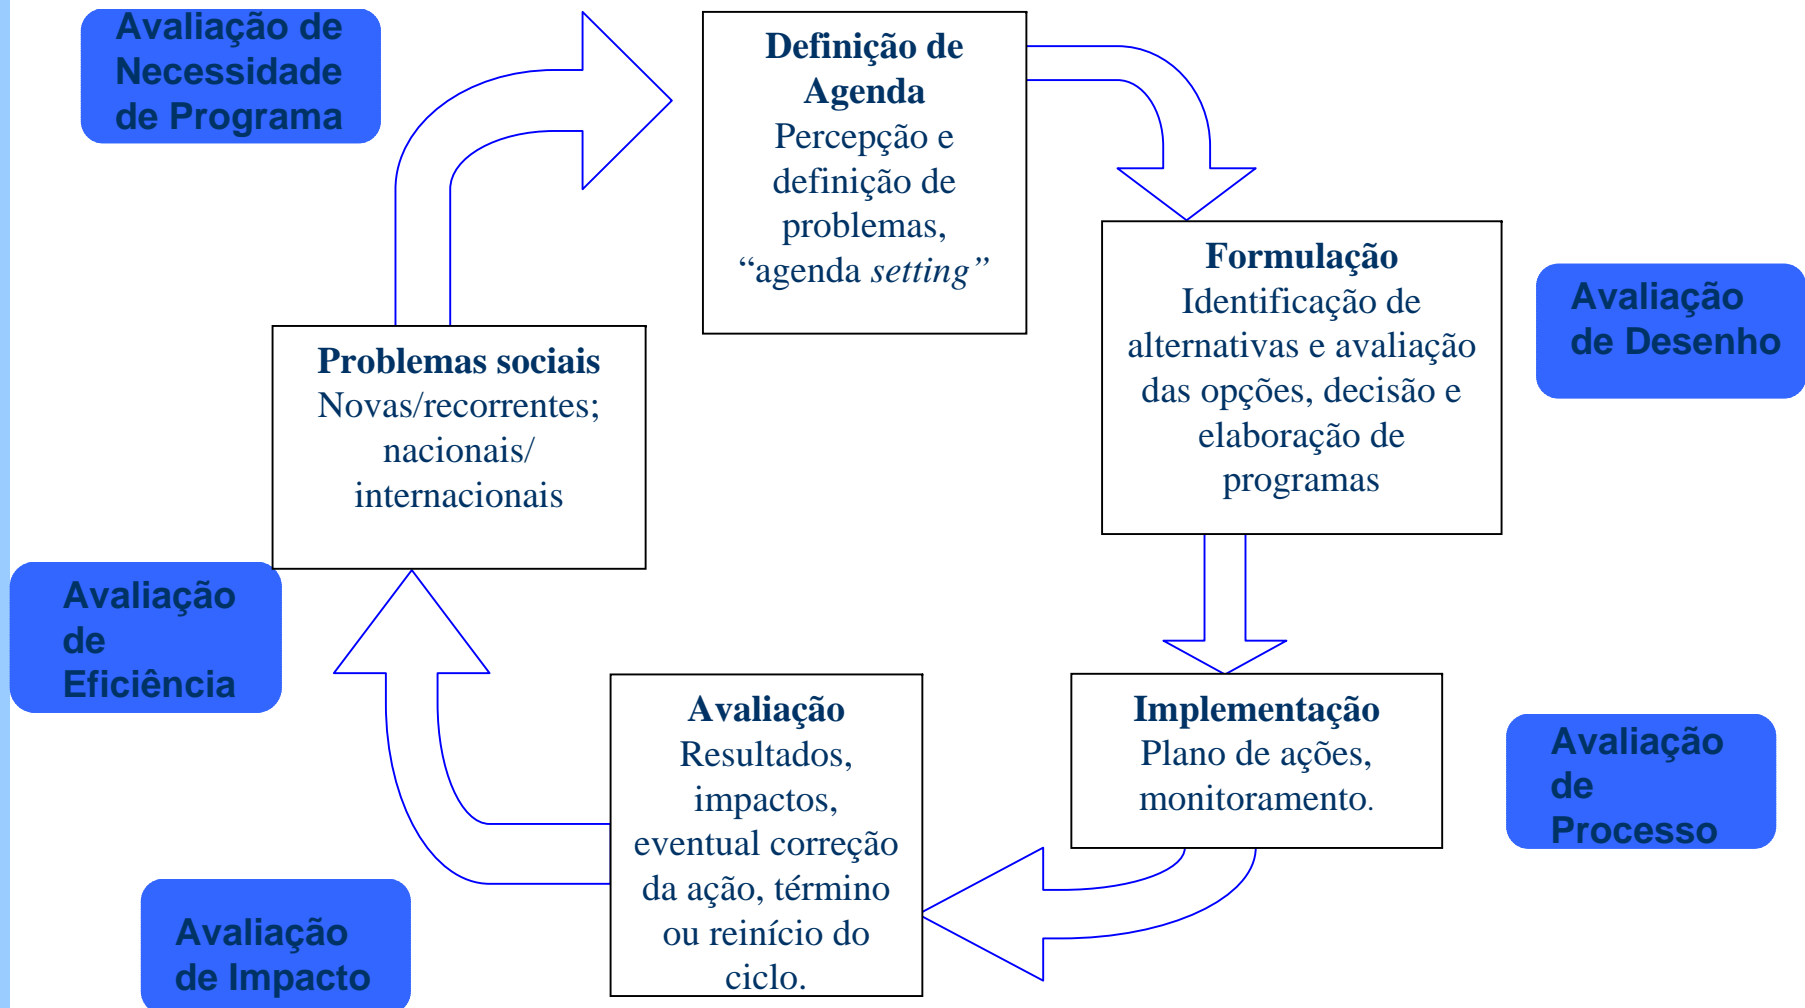 Avaliação de
Necessidade
de Programa
Definição de
Agenda
Percepção e
definição de
problemas,
“agenda setting”
Formulação
Identificação de
alternativas e avaliação
das opções, decisão e
elaboração de
programas
Avaliação
de Desenho
Problemas sociais
Novas/recorrentes;
nacionais/
internacionais
Avaliação
de
Eficiência
Avaliação
Resultados,
impactos,
eventual correção
da ação, término
ou reinício do
ciclo.
Implementação
Plano de ações,
monitoramento.
Avaliação
de
Processo
Avaliação
de Impacto